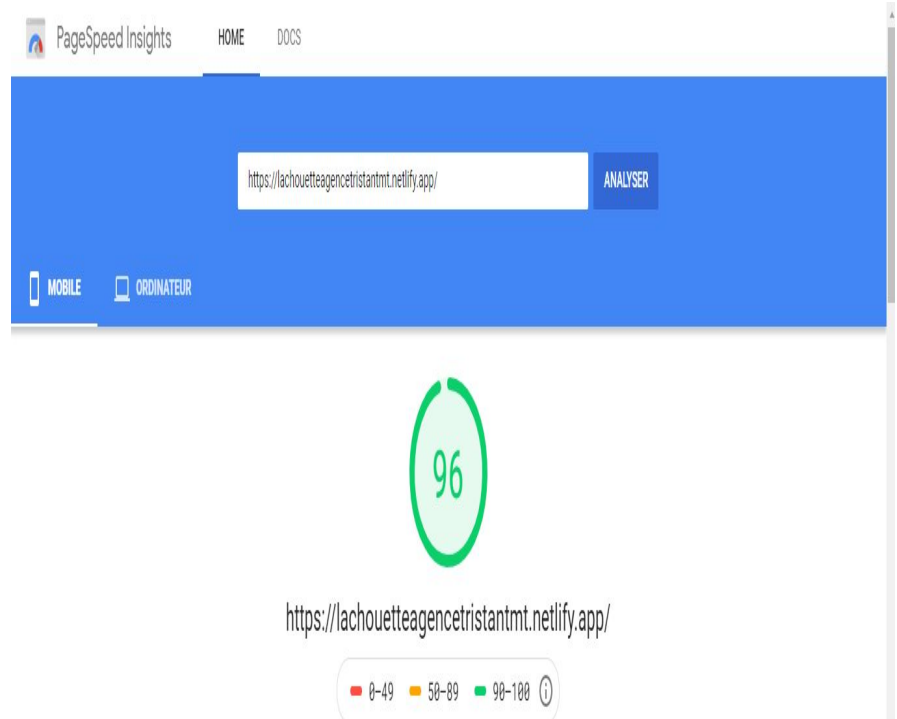 PageSpeed Insights HOME DOCS
https://lachouetteagencetristantmt.netlify.app/ ANALYSER
MOBILE ORDINATEUR
96
https://lachouetteagencetristantmt.netlify.app/
0-49 50-89 90-100